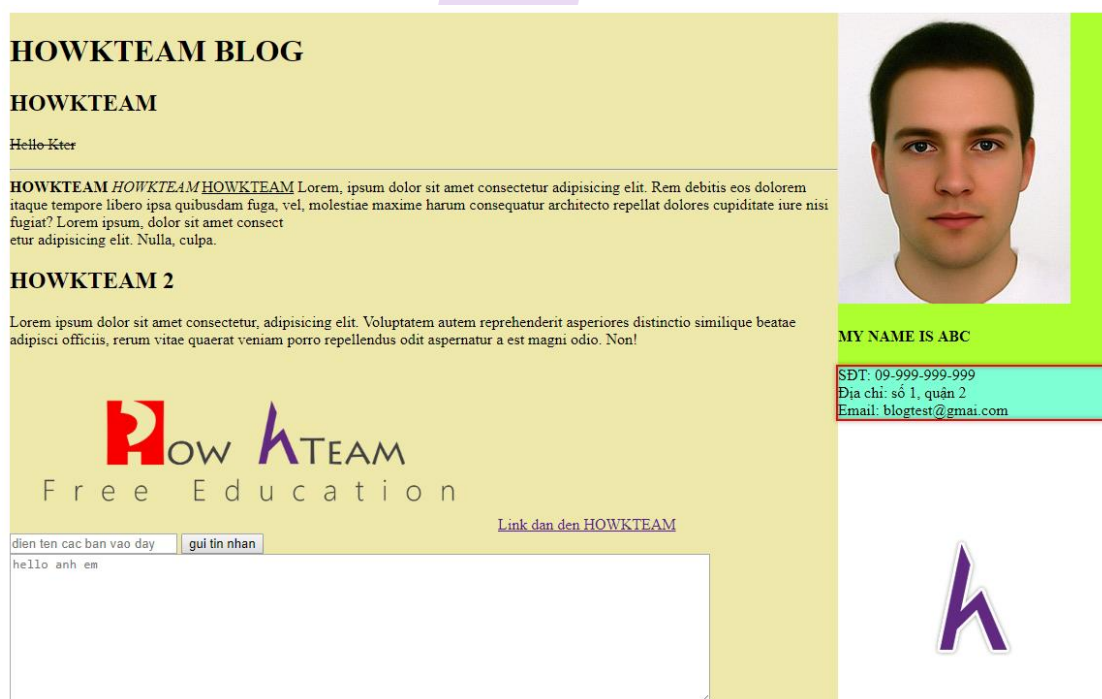 HOWKTEAM BLOG
HOWKTEAM
Hello Kter
HOWKTEAM HOWKTEAM HOWKTEAM Lorem, ipsum dolor sit amet consectetur adipisicing elit. Rem debitis eos dolorem
itaque tempore libero ipsa quibusdam fuga, vel, molestiae maxime harum consequatur architecto repellat dolores cupiditate iure nisi
fugiat? Lorem ipsum, dolor sit amet consect
etur adipisicing elit. Nulla, culpa.
HOWKTEAM 2
Lorem ipsum dolor sit amet consectetur, adipisicing elit. Voluptatem autem reprehenderit asperiores distinctio similique beatae
adipisci officiis, rerum vitae quaerat veniam porro repellendus odit aspernatur a est magni odio. Non!
How kTeam
Free Education
Link dan den HOWKTEAM
dien ten cac ban vao day gui tin nhan
hello anh em
MY NAME IS ABC
SĐT: 09-999-999-999
Địa chỉ: số 1, quận 2
Email: blogtest@gmai.com
k